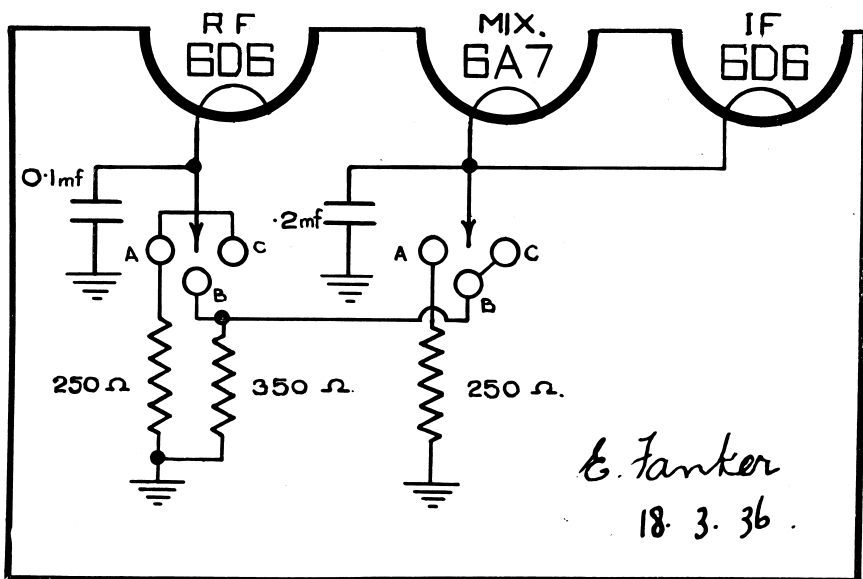 RF
6D6
MIX.
6A7
IF
6D6
0.1mf
.2mf
A
C
B
A
C
B
250 Ω
350 Ω.
250 Ω.
E. Fanker
18. 3. 36.